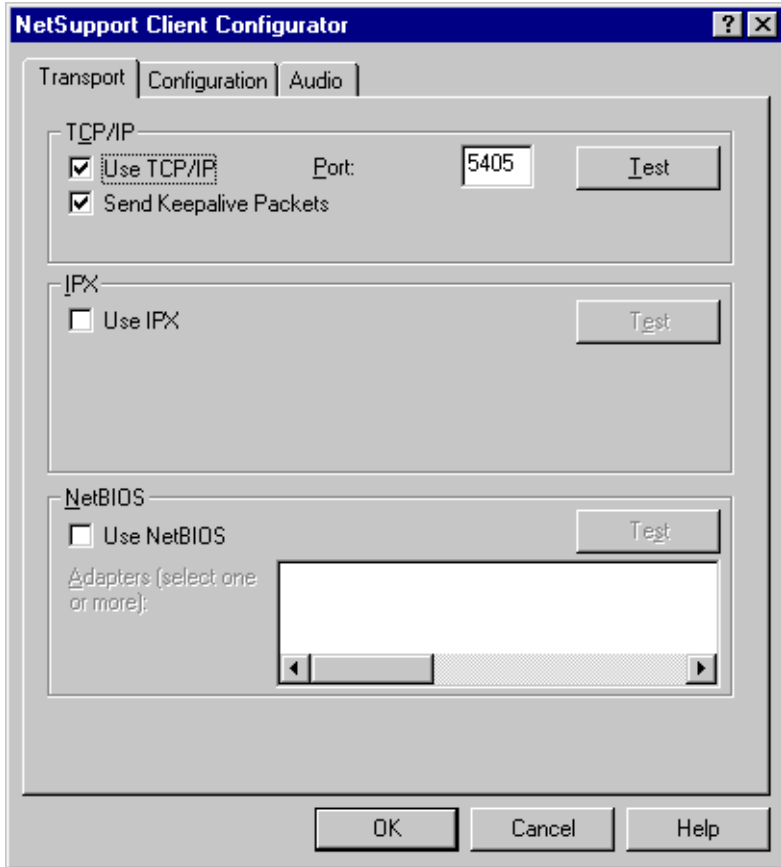 NetSupport Client Configurator
Transport Configuration Audio
TCP/IP
Use TCP/IP Port: 5405 Test
Send Keepalive Packets
IPX
Use IPX Test
NetBIOS
Use NetBIOS Test
Adapters (select one
or more):
OK Cancel Help